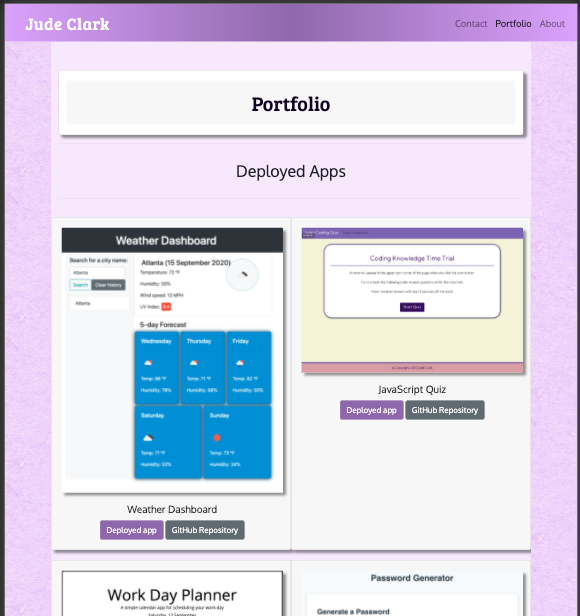 Jude Clark
Contact Portfolio About
Portfolio
Deployed Apps
Weather Dashboard
Search for a city name:
Atlanta
Search Clear history
Atlanta
Atlanta (15 September 2020)
Temperature: 72 °F
Humidity: 50%
Wind speed: 13 MPH
UV Index:
5-day Forecast
Wednesday
Temp: 68 °F
Humidity: 78%
Thursday
Temp: 71 °F
Humidity: 88%
Friday
Temp: 82 °F
Humidity: 50%
Saturday
Temp: 71 °F
Humidity: 52%
Sunday
Temp: 73 °F
Humidity: 34%
Weather Dashboard
Deployed app GitHub Repository
Coding Knowledge Time Trial
Start Quiz
JavaScript Quiz
Deployed app GitHub Repository
Work Day Planner
A simple calendar app for scheduling your work day
Saturday, 12 September
Password Generator
Generate a Password